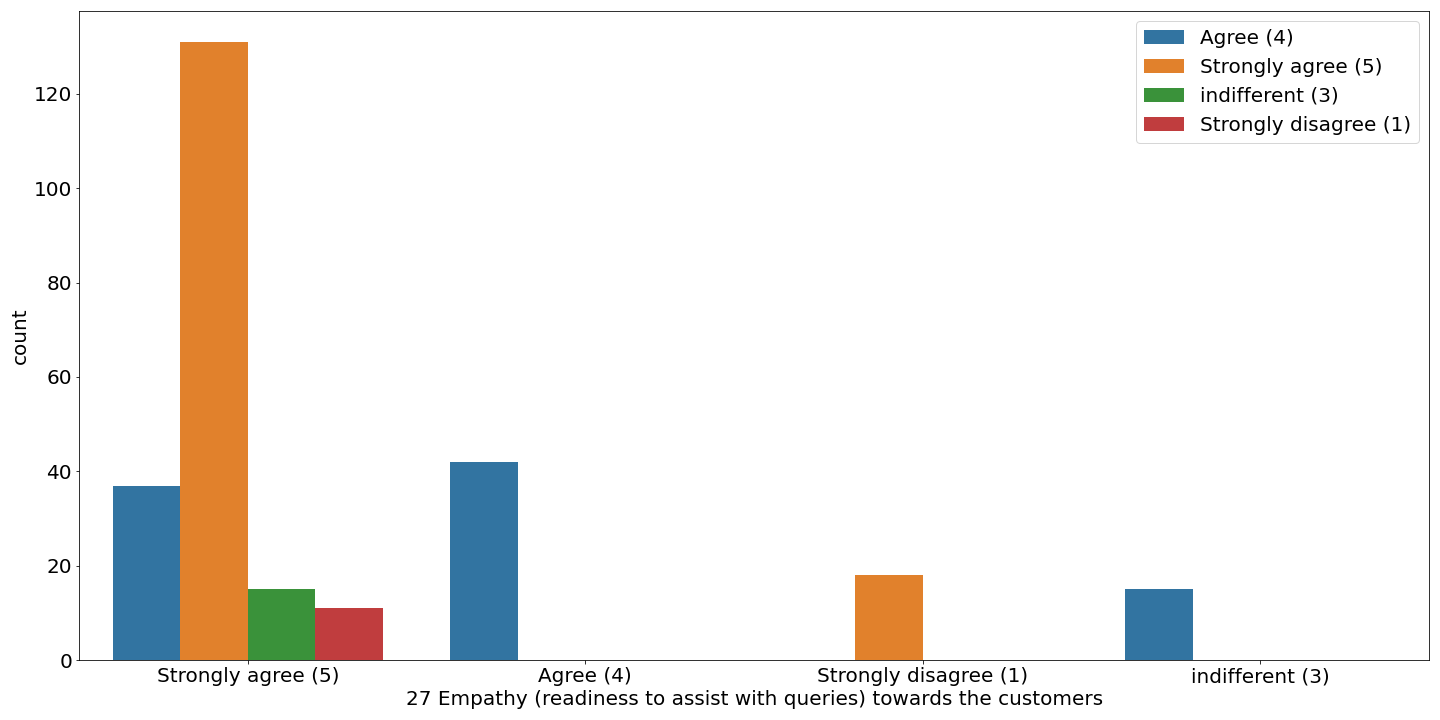 Agree (4)
Strongly agree (5)
indifferent (3)
Strongly disagree (1)
120
100
80
60
40
20
0
count
Strongly agree (5) Agree (4) Strongly disagree (1) indifferent (3)
27 Empathy (readiness to assist with queries) towards the customers